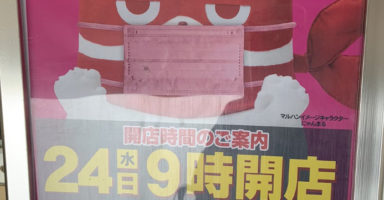 マルハンイメージキャラクター
にゃんまる
開店時間のご案内
24水日9時開店